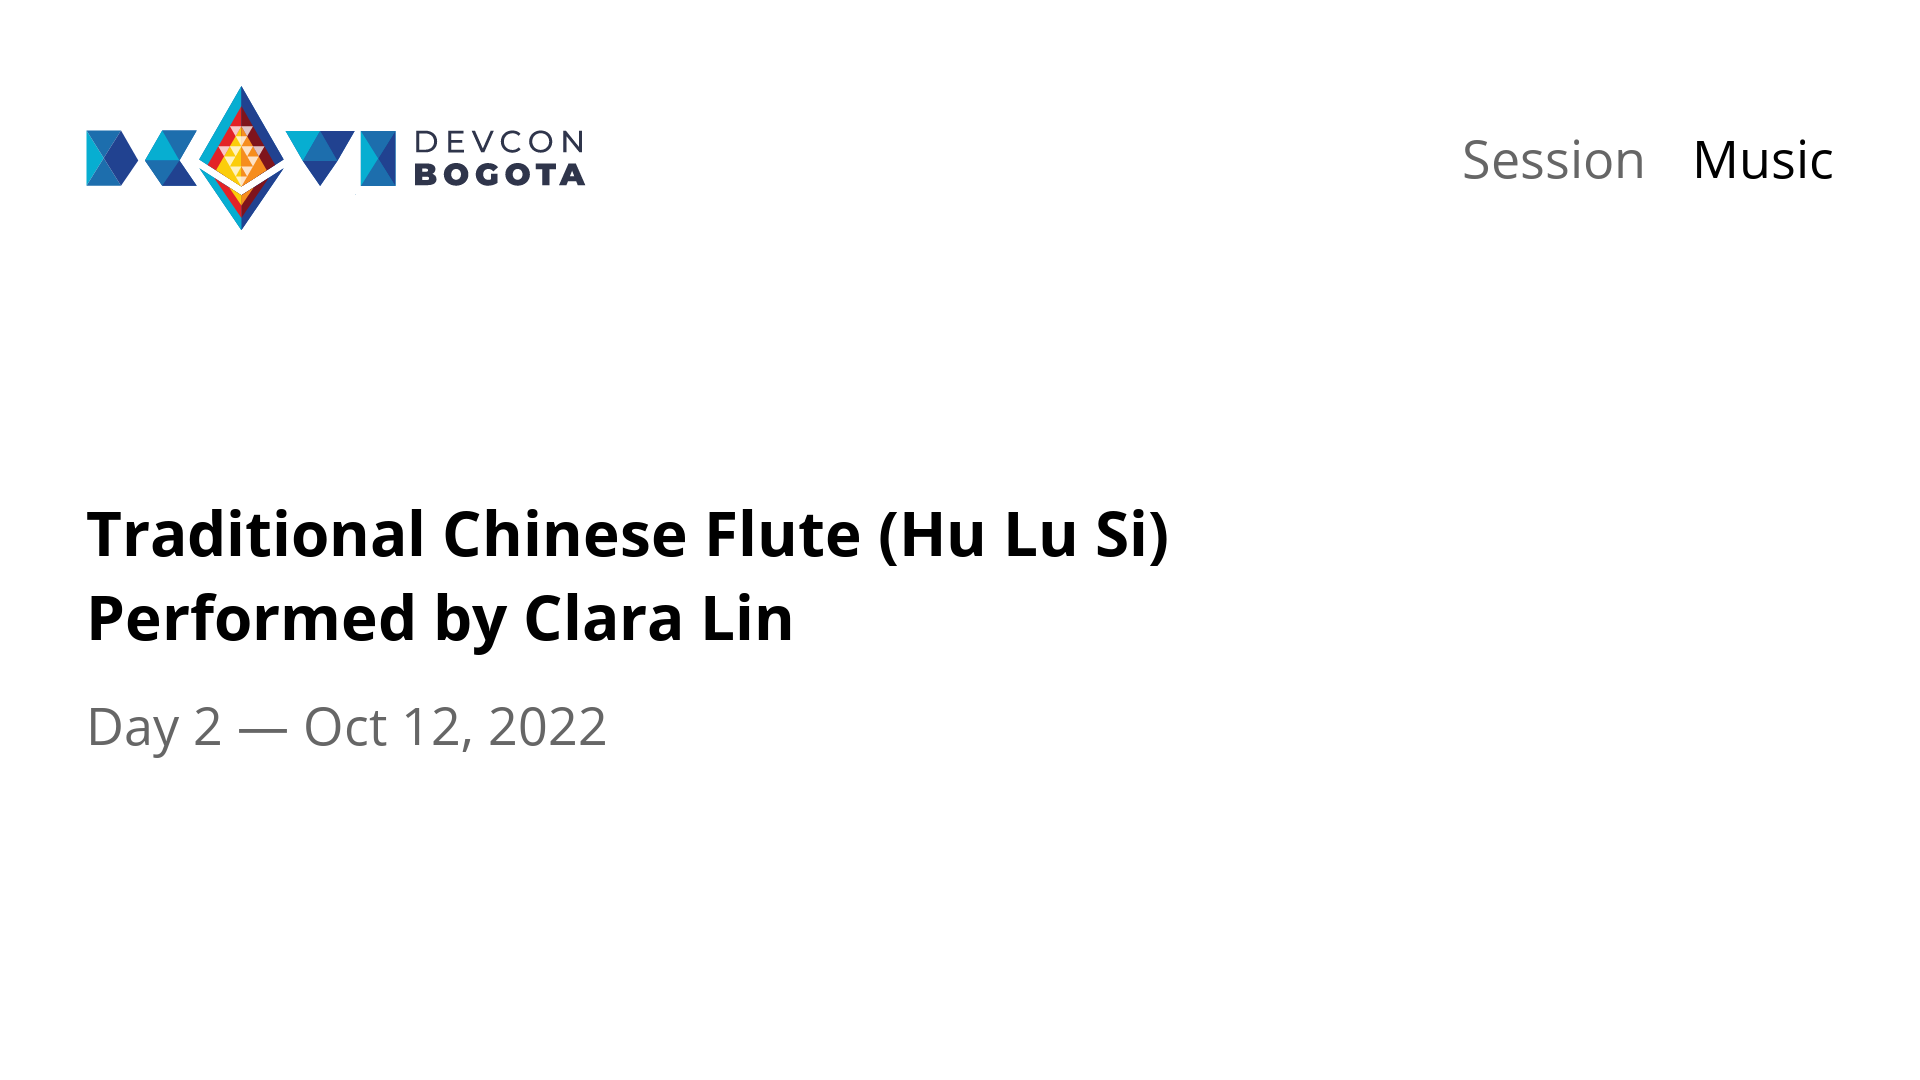 DEVCON
BOGOTA
Session Music
Traditional Chinese Flute (Hu Lu Si)
Performed by Clara Lin
Day 2 — Oct 12, 2022